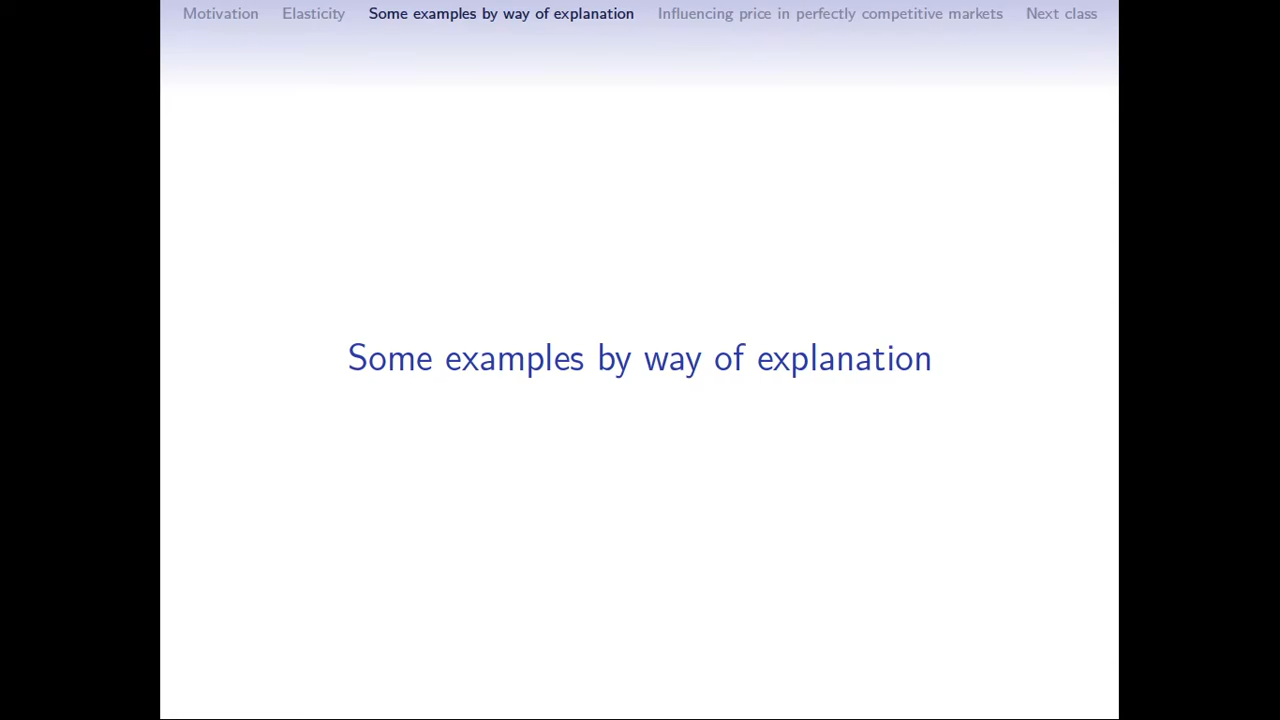 Motivation Elasticity Some examples by way of explanation Influencing price in perfectly competitive markets Next class
Some examples by way of explanation